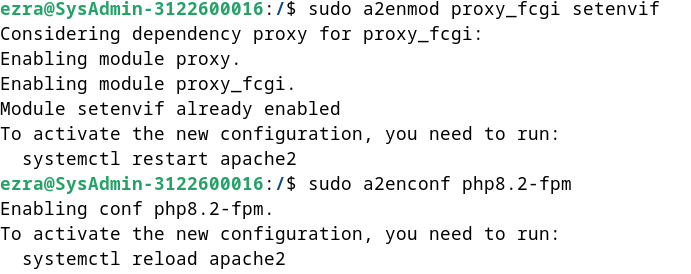 ezra@SysAdmin-3122600016:/$ sudo a2enmod proxy_fcgi setenvif
Considering dependency proxy for proxy_fcgi:
Enabling module proxy.
Enabling module proxy_fcgi.
Module setenvif already enabled
To activate the new configuration, you need to run:
  systemctl restart apache2
ezra@SysAdmin-3122600016:/$ sudo a2enconf php8.2-fpm
Enabling conf php8.2-fpm.
To activate the new configuration, you need to run:
  systemctl reload apache2